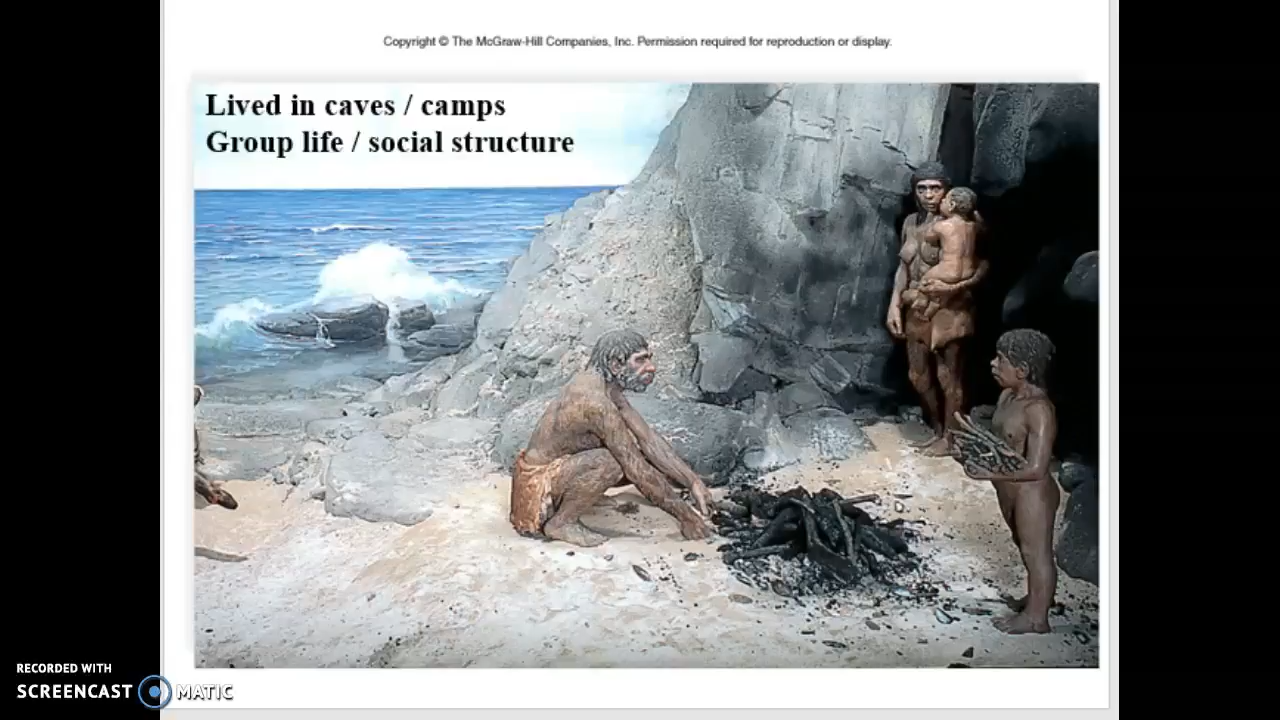 Copyright © The McGraw-Hill Companies, Inc. Permission required for reproduction or display.
Lived in caves / camps
Group life / social structure
RECORDED WITH
SCREENCAST MATIC